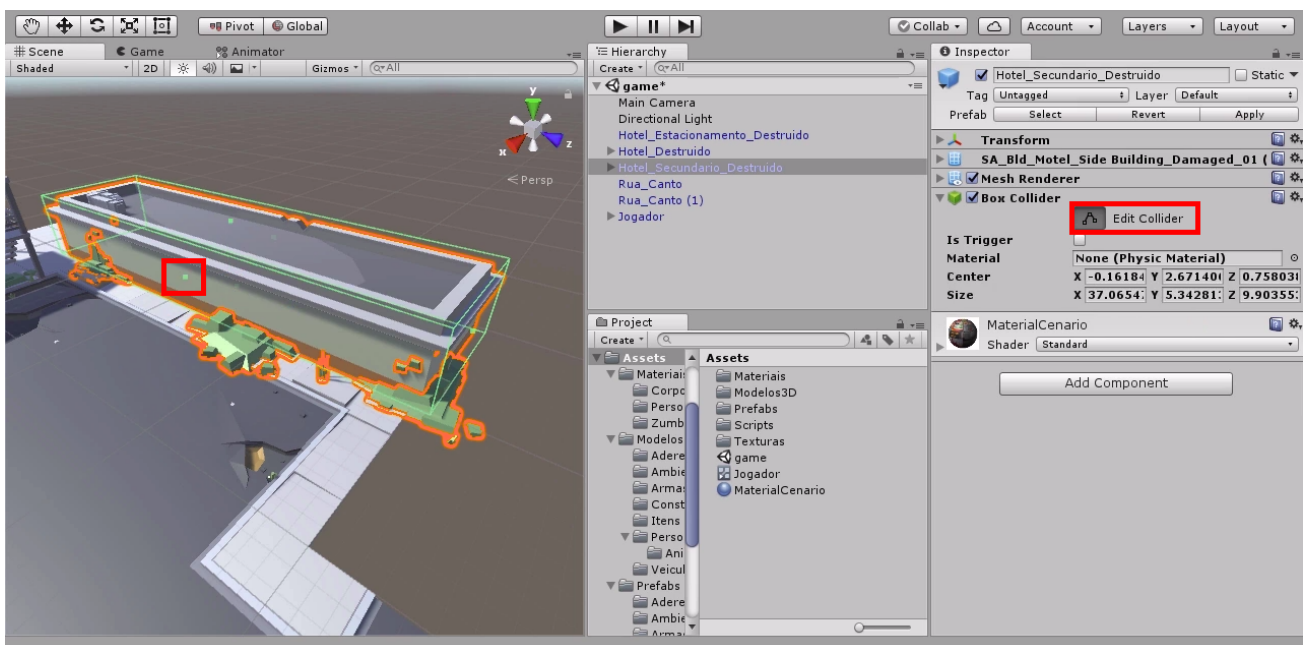 Pivot Global Collab Account Layers Layout
Scene Game Animator
Shaded 2D Gizmos All
y
x z
Persp
Hierarchy
Create All
game*
Main Camera
Directional Light
Hotel_Estacionamento_Destruido
Hotel_Destruido
Hotel_Secundario_Destruido
Rua_Canto
Rua_Canto (1)
Jogador
Project
Create
Assets
Materiais
Corpo
Perso
Zumb
Modelos
Adere
Ambie
Armas
Const
Itens
Perso
Ani
Veicul
Prefabs
Adere
Ambie
Armas
Assets
Materiais
Modelos3D
Prefabs
Scripts
Texturas
game
Jogador
MaterialCenario
Inspector
Hotel_Secundario_Destruido Static
Tag Untagged Layer Default
Prefab Select Revert Apply
Transform
SA_Bld_Motel_Side Building_Damaged_01 (
Mesh Renderer
Box Collider
Edit Collider
Is Trigger
Material None (Physic Material)
Center X -0.16184 Y 2.67140 Z 0.75803
Size X 37.0654 Y 5.34281 Z 9.90355
MaterialCenario
Shader Standard
Add Component